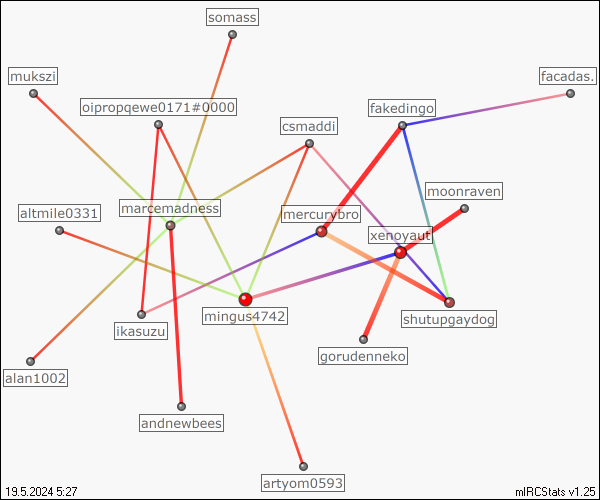 somass
mukszi
facadas.
oipropqewe0171#0000
fakedingo
csmaddi
moonraven
marcemadness
altmile0331
mercurybro
xenoyaut
mingus4742
ikasuzu
shutupgaydog
gorudenneko
alan1002
andnewbees
artyom0593
19.5.2024 5:27
mIRCStats v1.25